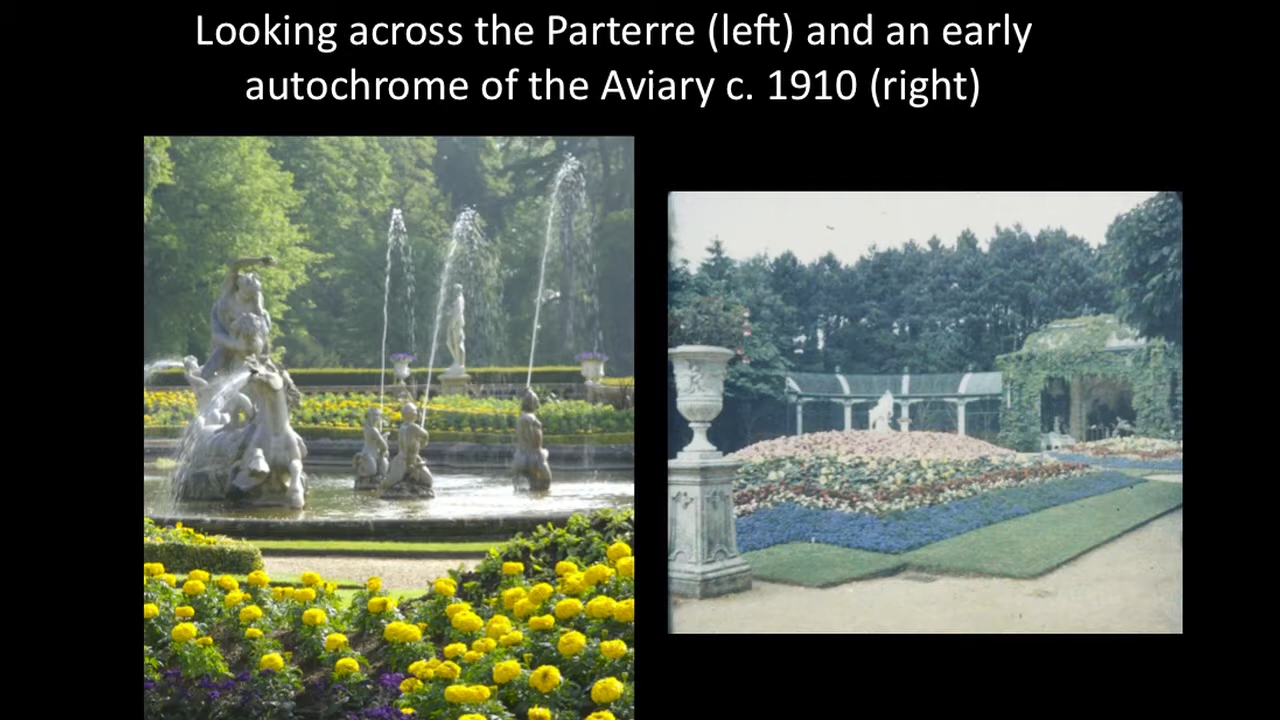 Looking across the Parterre (left) and an early
autochrome of the Aviary c. 1910 (right)